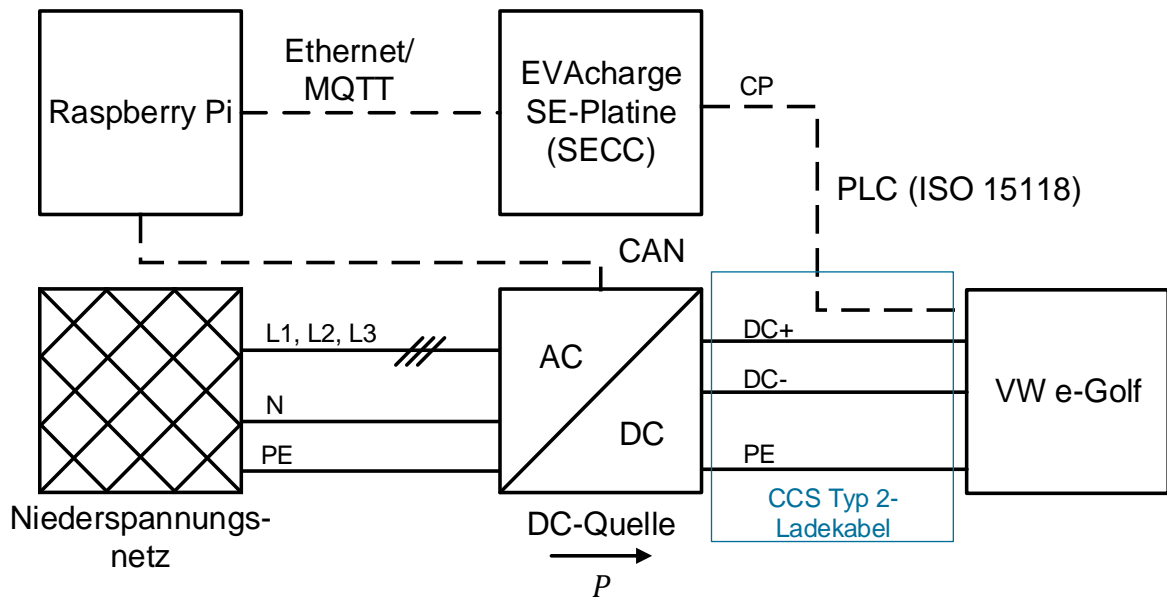 Raspberry Pi
Ethernet/
MQTT
EVAcharge
SE-Platine
(SECC)
CP
PLC (ISO 15118)
CAN
L1, L2, L3
N
PE
Niederspannungs-
netz
AC
DC
DC-Quelle
P
DC+
DC-
PE
CCS Typ 2-
Ladekabel
VW e-Golf